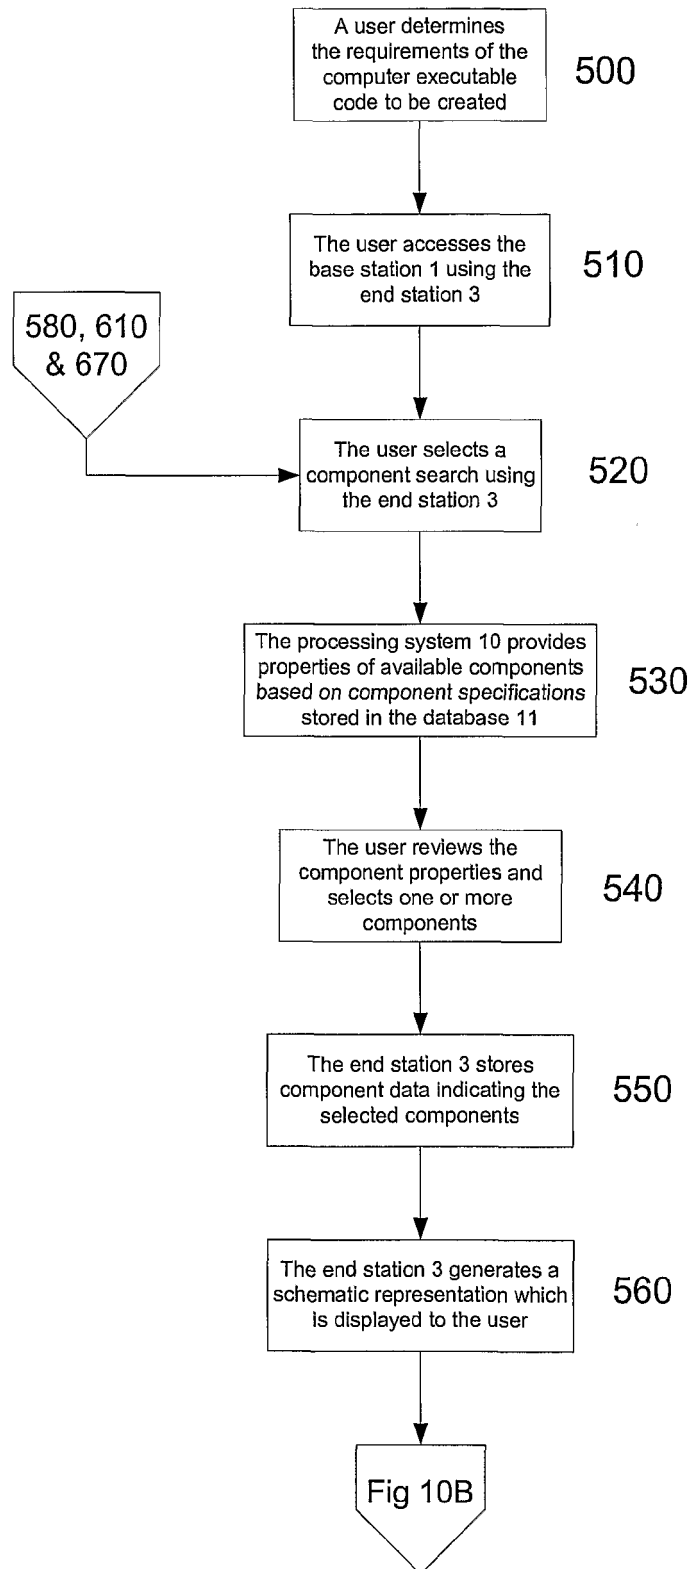 A user determines
the requirements of the
computer executable
code to be created
500
The user accesses the
base station 1 using the
end station 3
510
580, 610
& 670
The user selects a
component search using
the end station 3
520
The processing system 10 provides
properties of available components
based on component specifications
stored in the database 11
530
The user reviews the
component properties and
selects one or more
components
540
The end station 3 stores
component data indicating the
selected components
550
The end station 3 generates a
schematic representation which
is displayed to the user
560
Fig 10B